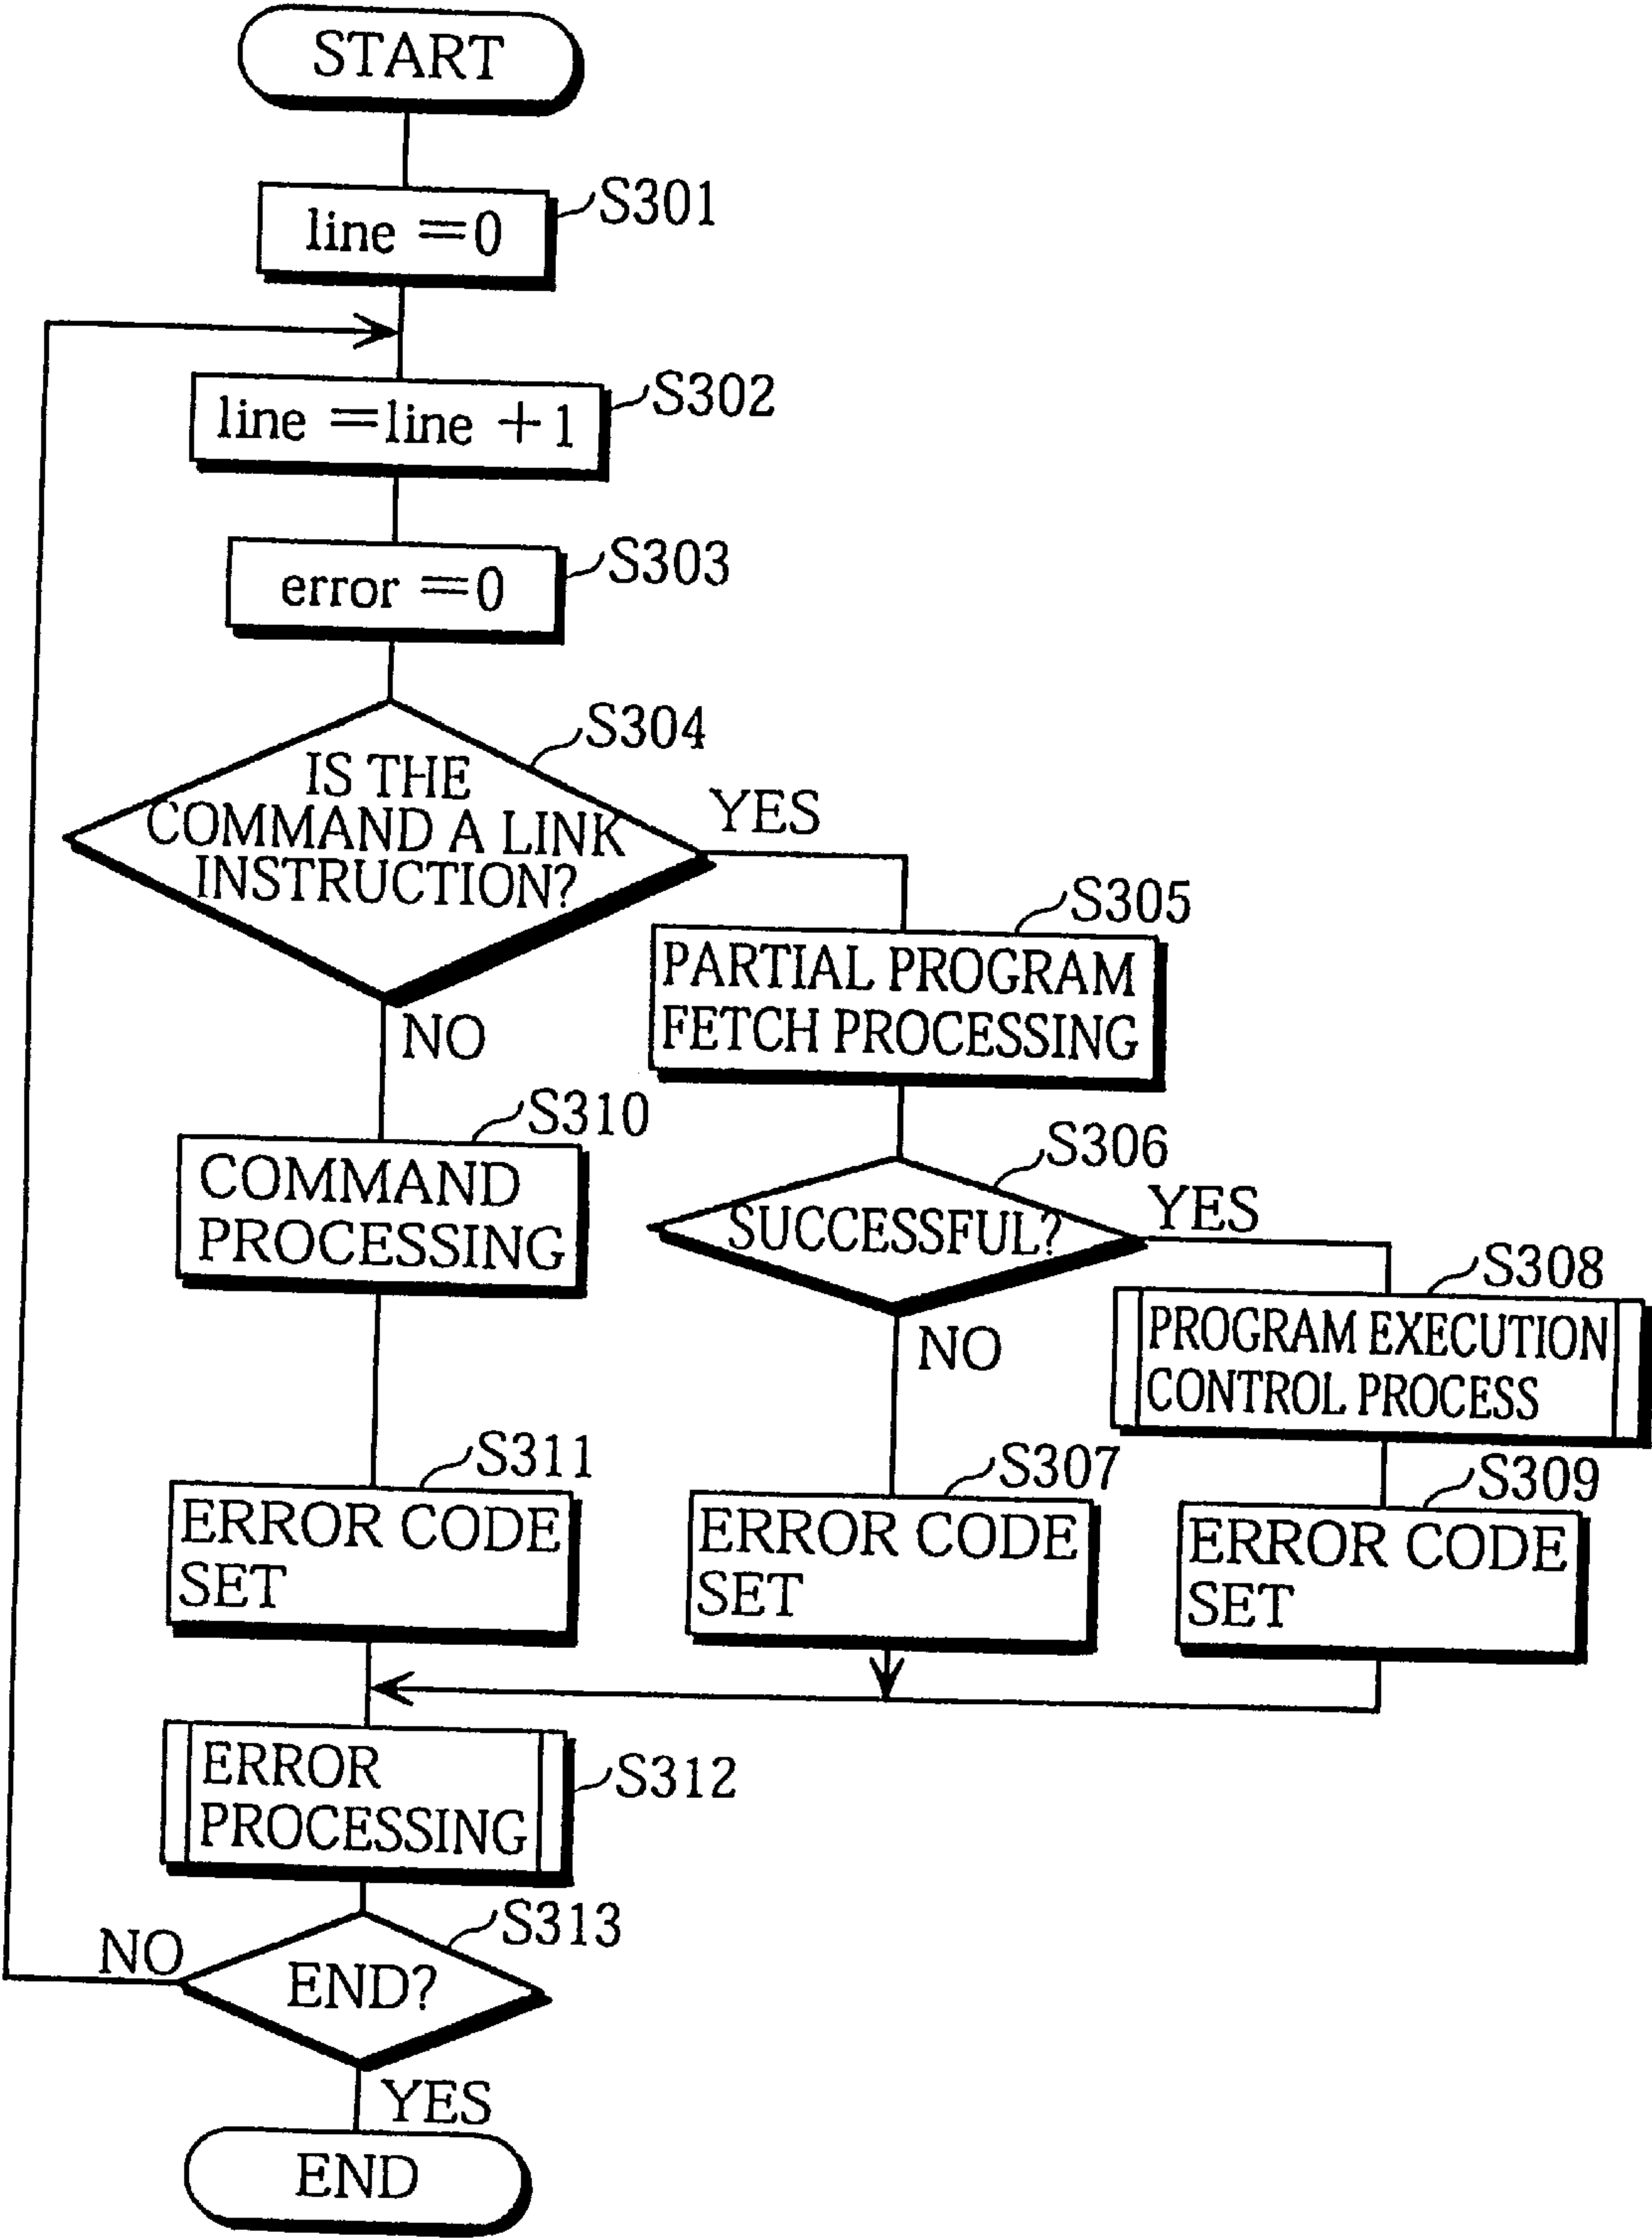 START
line =0
S301
line =line +1
S302
error =0
S303
S304
IS THE
COMMAND A LINK
INSTRUCTION?
YES
NO
S305
PARTIAL PROGRAM
FETCH PROCESSING
S310
COMMAND
PROCESSING
S306
SUCCESSFUL?
YES
NO
S308
PROGRAM EXECUTION
CONTROL PROCESS
S311
ERROR CODE
SET
S307
ERROR CODE
SET
S309
ERROR CODE
SET
ERROR
PROCESSING
S312
S313
END?
NO
YES
END